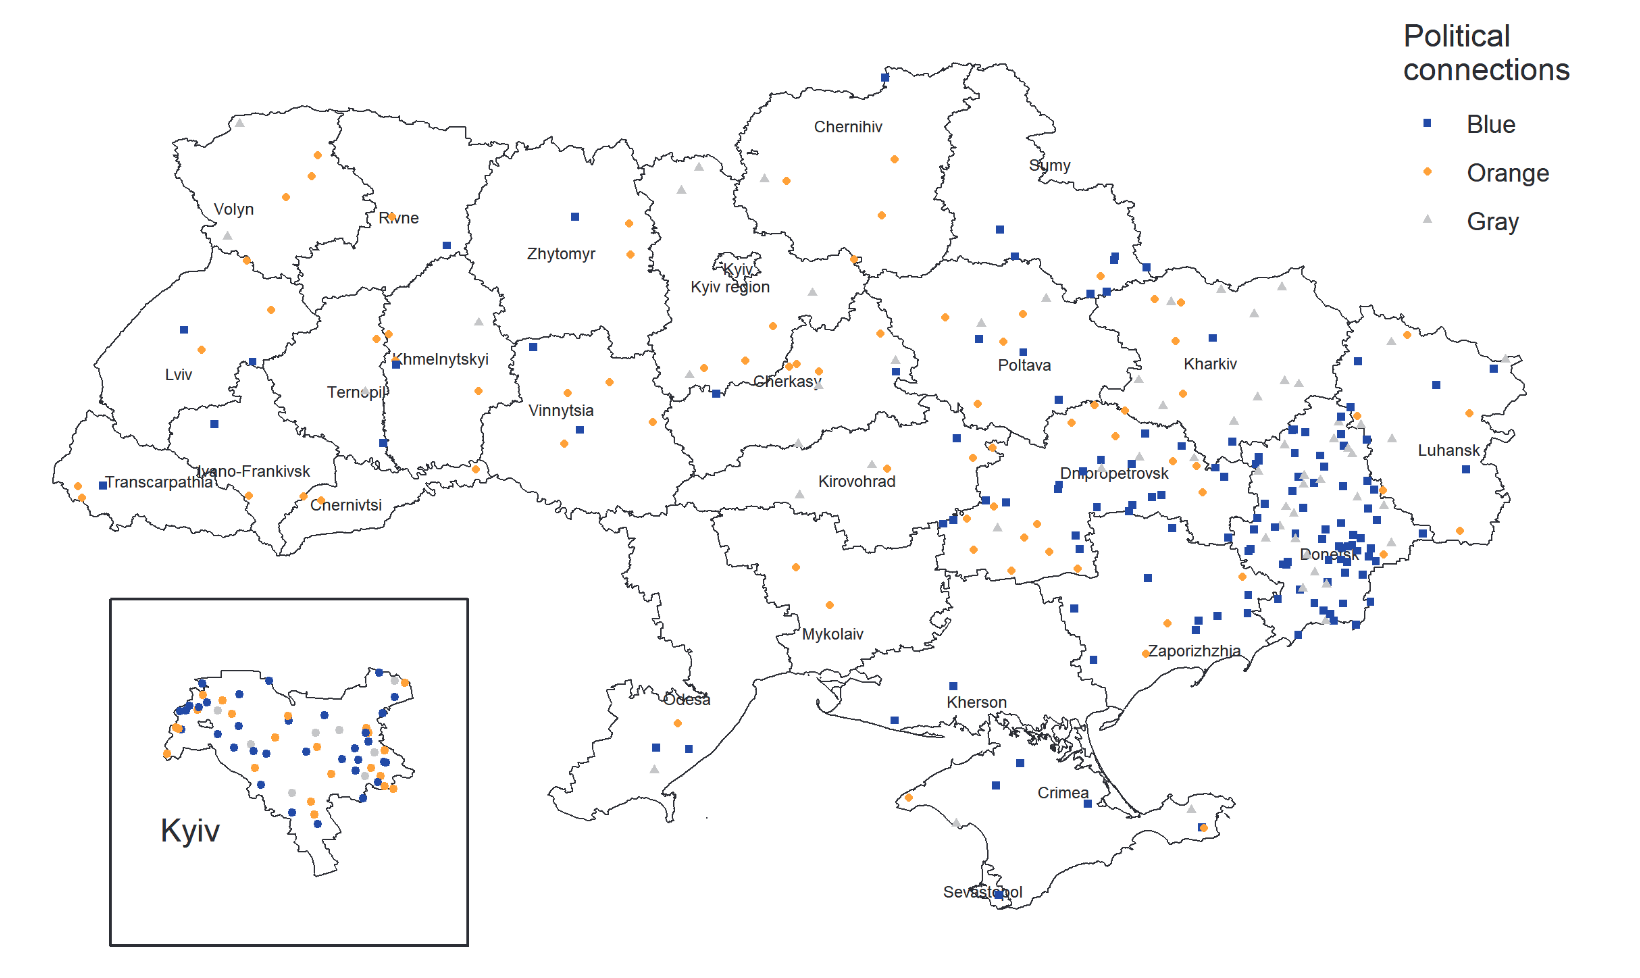 Political
connections
Blue
Orange
Gray
Chernihiv
Sumy
Volyn
Rivne
Zhytomyr
Kyiv
Kyiv region
Lviv
Khmelnytskyi
Ternopil
Vinnytsia
Cherkasy
Poltava
Kharkiv
Luhansk
Transcarpathia
Ivano-Frankivsk
Chernivtsi
Kirovohrad
Dnipropetrovsk
Donetsk
Mykolaiv
Zaporizhzhia
Odesa
Kherson
Crimea
Sevastopol
Kyiv